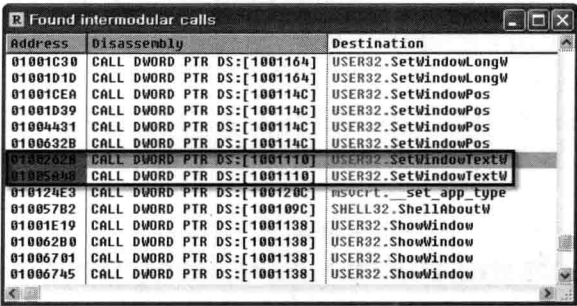 R Found intermodular calls
Address Disassembly Destination
01001C30 CALL DWORD PTR DS:[1001164] USER32.SetWindowLongW
01001D1D CALL DWORD PTR DS:[1001164] USER32.SetWindowLongW
01001CEA CALL DWORD PTR DS:[100114C] USER32.SetWindowPos
01001D39 CALL DWORD PTR DS:[100114C] USER32.SetWindowPos
01004431 CALL DWORD PTR DS:[100114C] USER32.SetWindowPos
0100632B CALL DWORD PTR DS:[100114C] USER32.SetWindowPos
CALL DWORD PTR DS:[1001110] USER32.SetWindowTextW
CALL DWORD PTR DS:[1001110] USER32.SetWindowTextW
010124E3 CALL DWORD PTR DS:[100120C] msvcrt.__set_app_type
010057B2 CALL DWORD PTR DS:[100109C] SHELL32.ShellAboutW
01001E19 CALL DWORD PTR DS:[1001138] USER32.ShowWindow
010062B0 CALL DWORD PTR DS:[1001138] USER32.ShowWindow
01006701 CALL DWORD PTR DS:[1001138] USER32.ShowWindow
01006745 CALL DWORD PTR DS:[1001138] USER32.ShowWindow